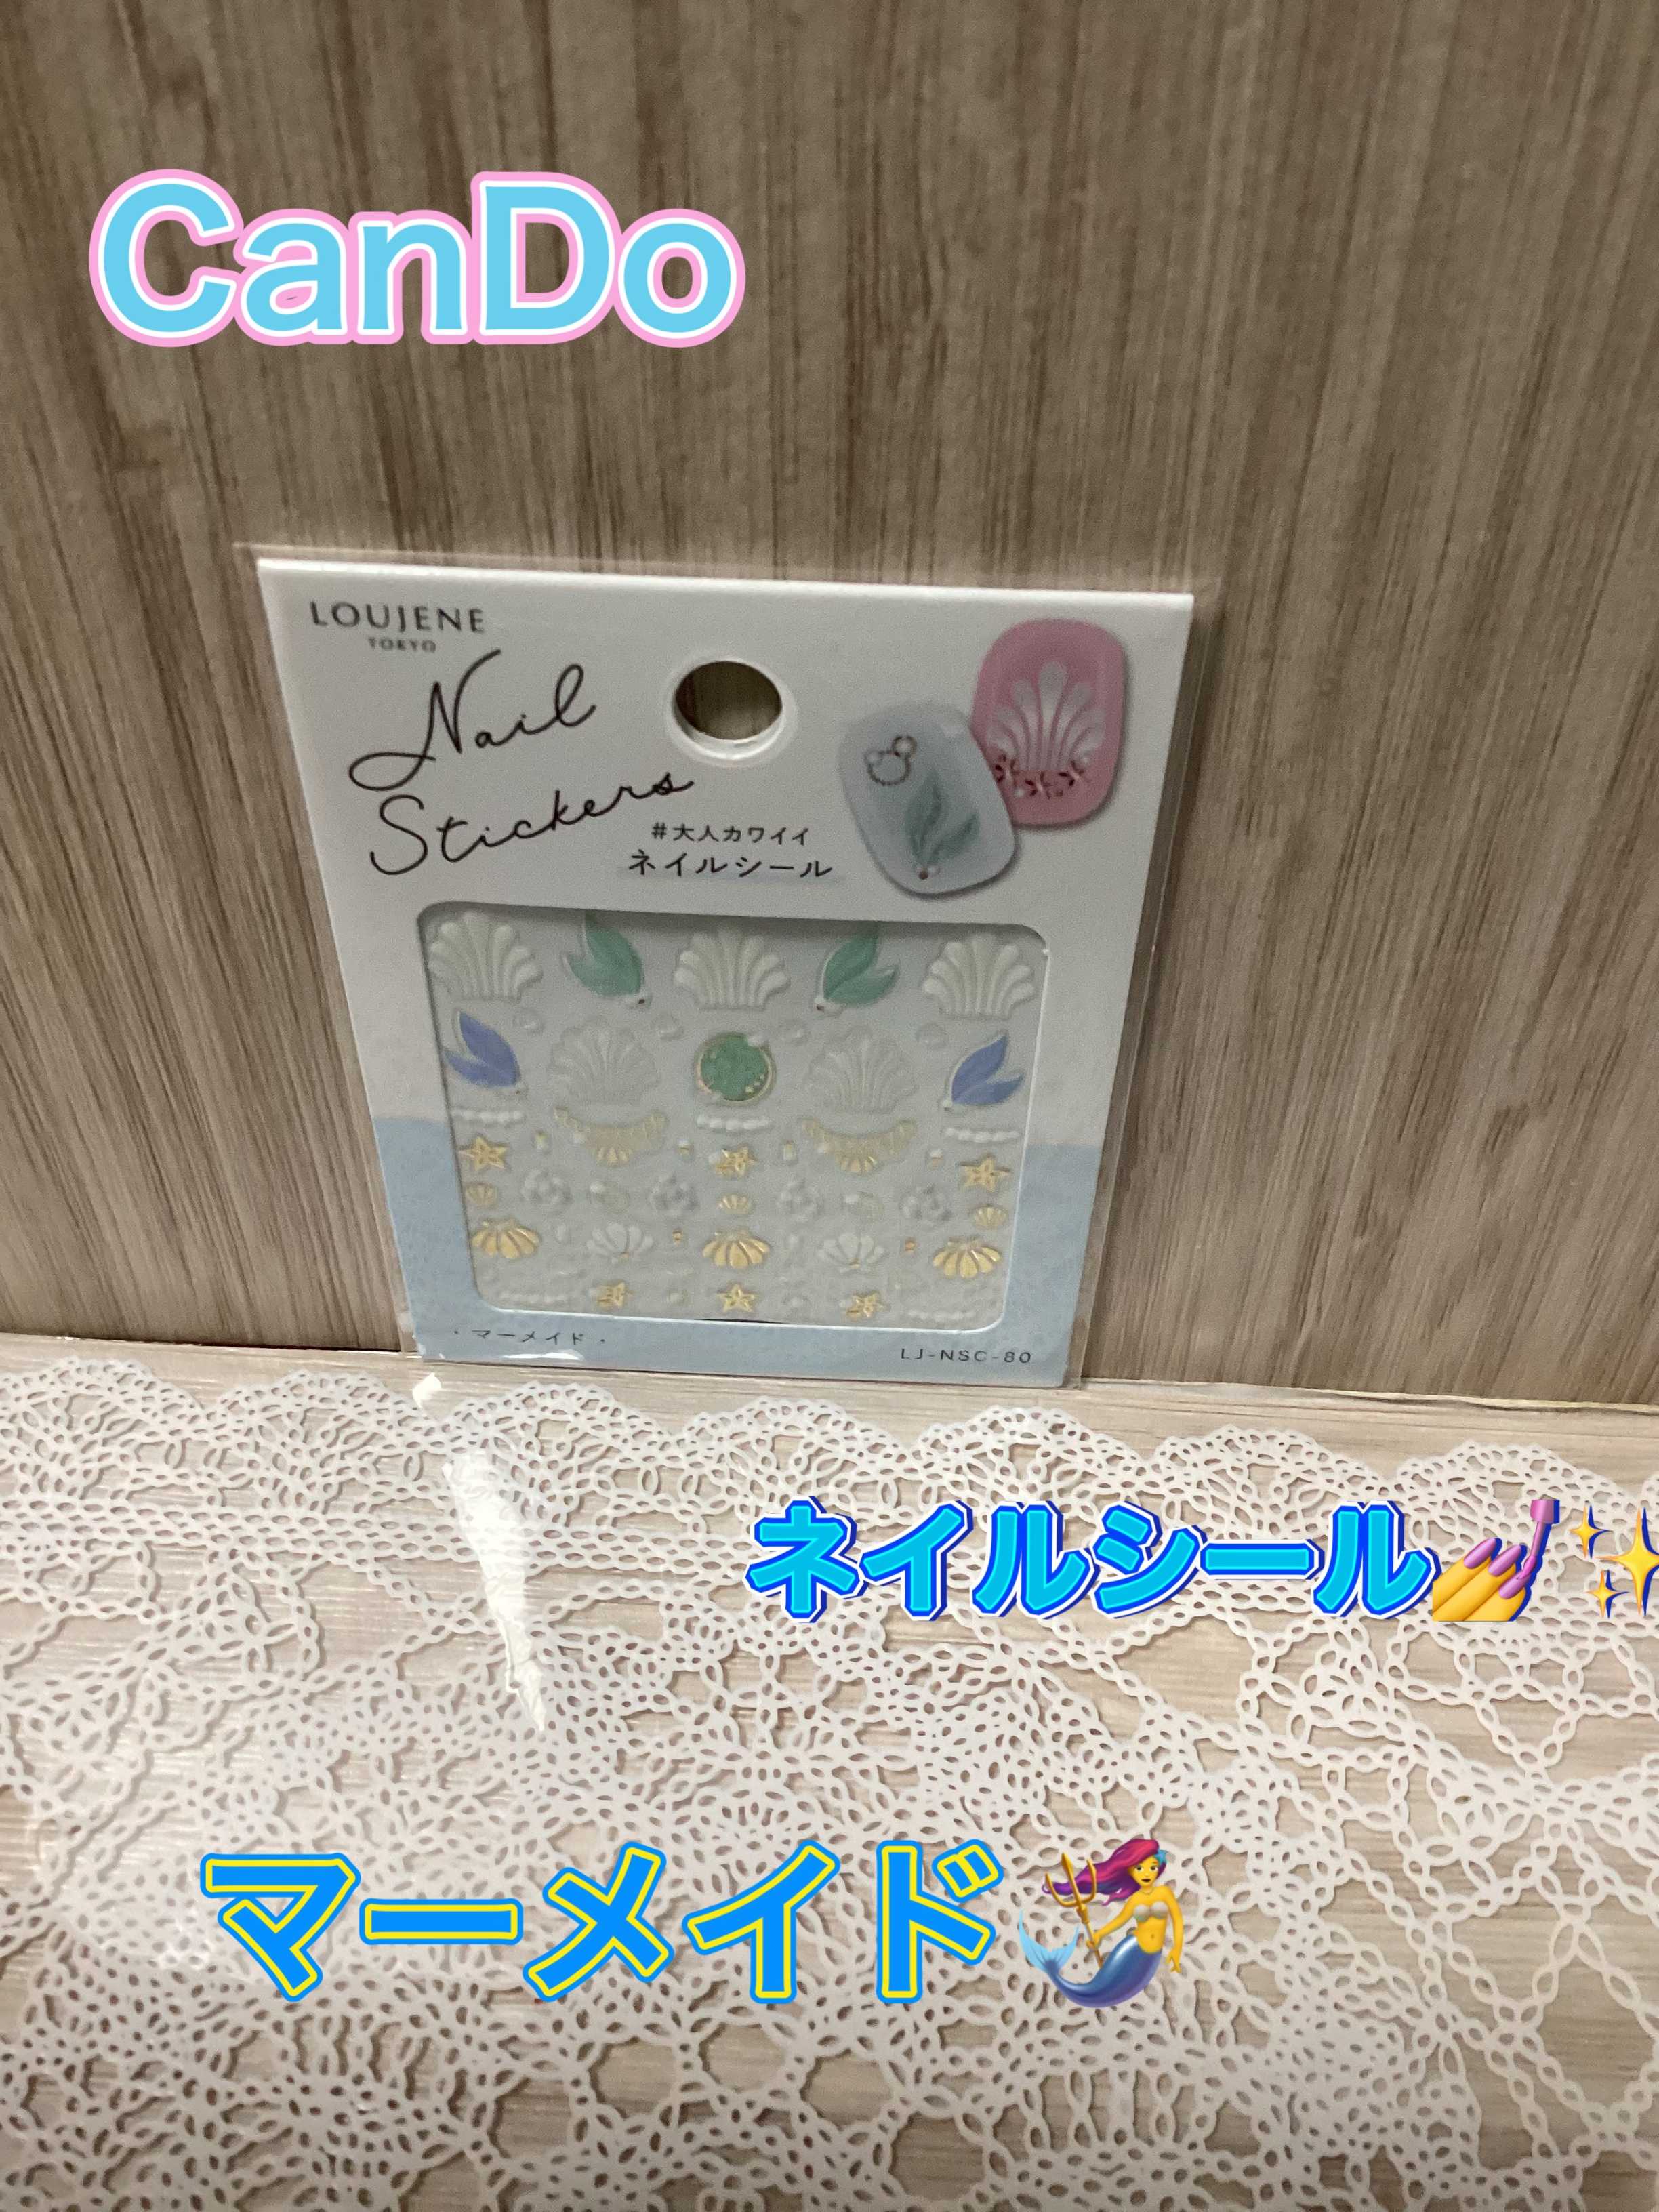 CanDo
LOUJENE
TOKYO
Nail
Stickers
#大人カワイイ
ネイルシール
・マーメイド・
LJ-NSC-80
ネイルシール💅✨
マーメイド🧜‍♀️